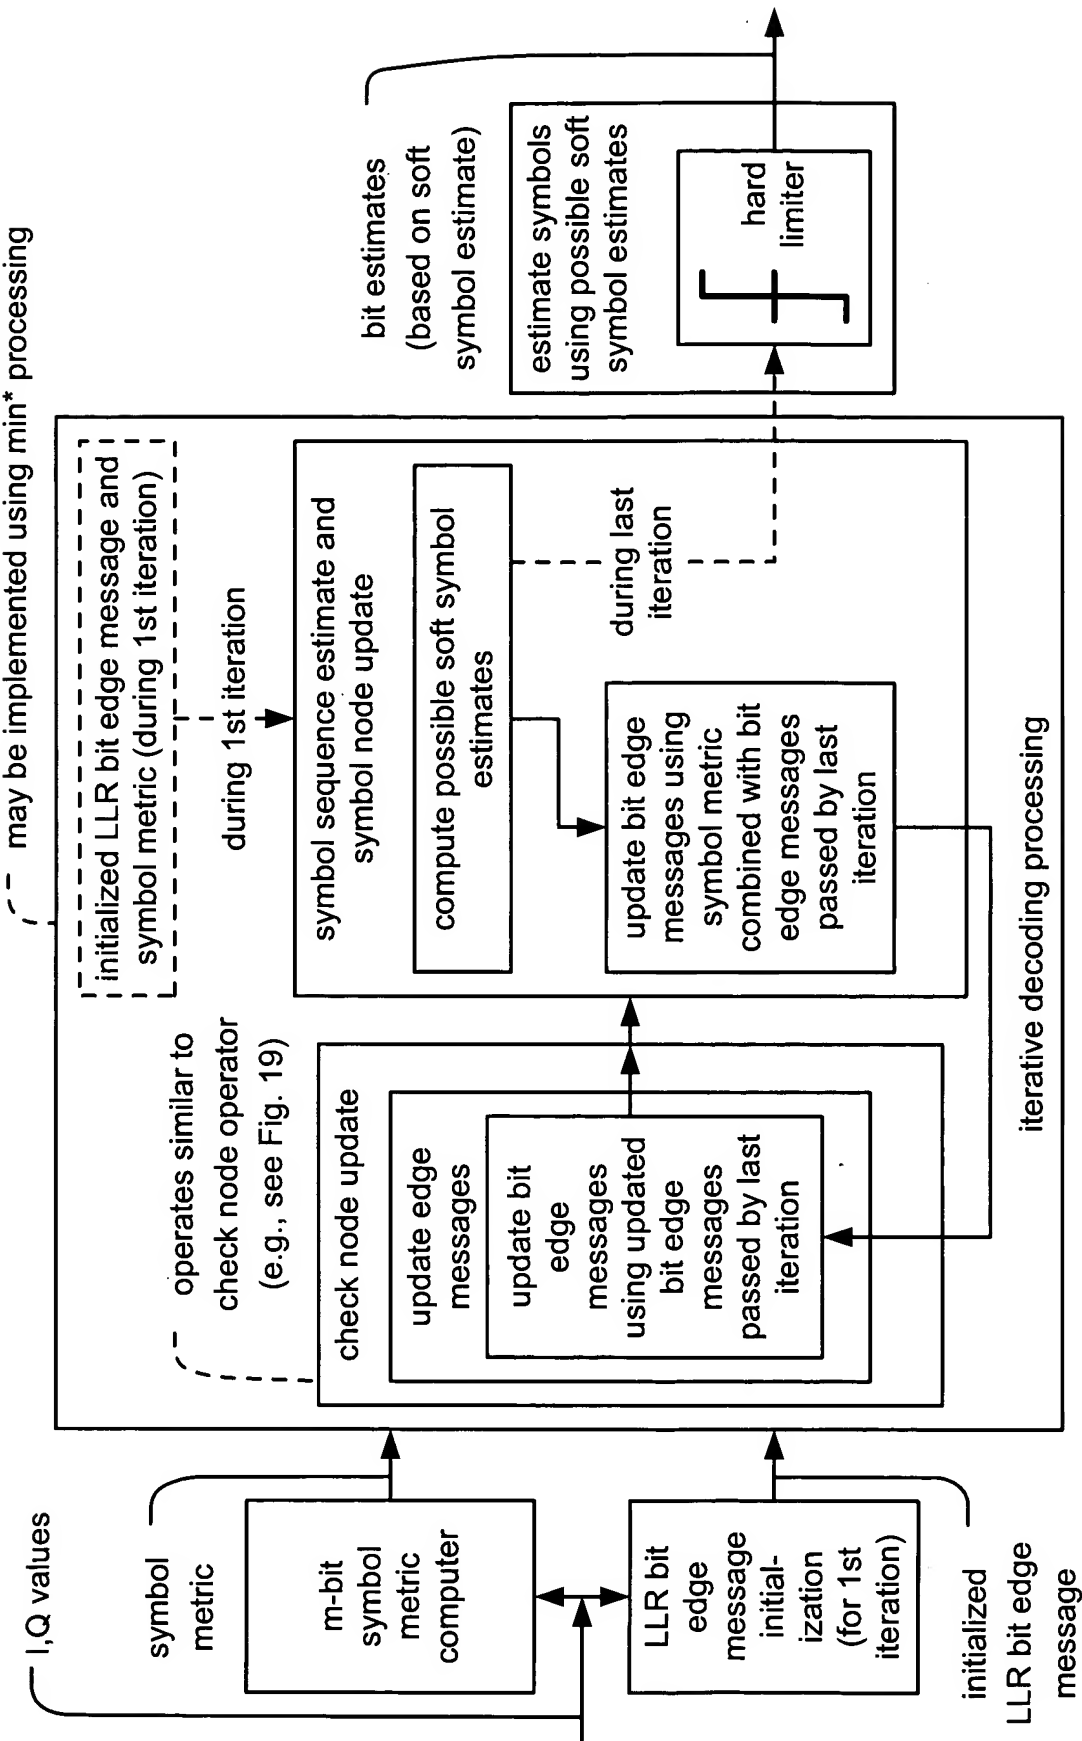 may be implemented using min* processing
I,Q values
symbol
metric
m-bit
symbol
metric
computer
LLR bit
edge
message
initial-
ization
(for 1st
iteration)
initialized
LLR bit edge
message
operates similar to
check node operator
(e.g., see Fig. 19)
check node update
update edge
messages
update bit
edge
messages
using updated
bit edge
messages
passed by last
iteration
initialized LLR bit edge message and
symbol metric (during 1st iteration)
during 1st iteration
symbol sequence estimate and
symbol node update
compute possible soft symbol
estimates
update bit edge
messages using
symbol metric
combined with bit
edge messages
passed by last
iteration
during last
iteration
iterative decoding processing
bit estimates
(based on soft
symbol estimate)
estimate symbols
using possible soft
symbol estimates
hard
limiter